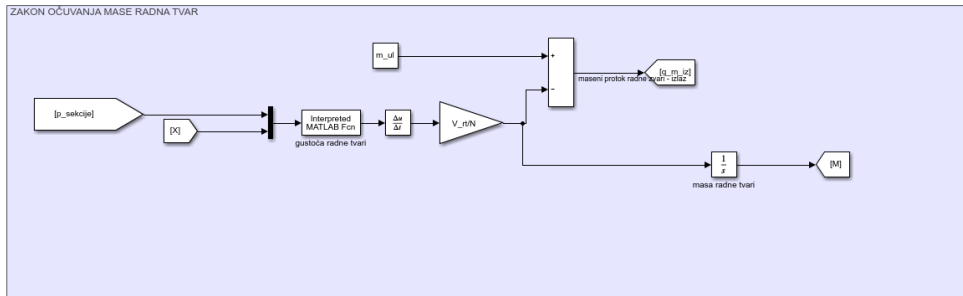 ZAKON OČUVANJA MASE RADNA TVAR
m_ul
+
−
[q_m_iz]
maseni protok radne tvari - izlaz
[p_sekcije]
[X]
Interpreted
MATLAB Fcn
gustoća radne tvari
Δu
Δt
V_rt/N
1
s
masa radne tvari
[M]